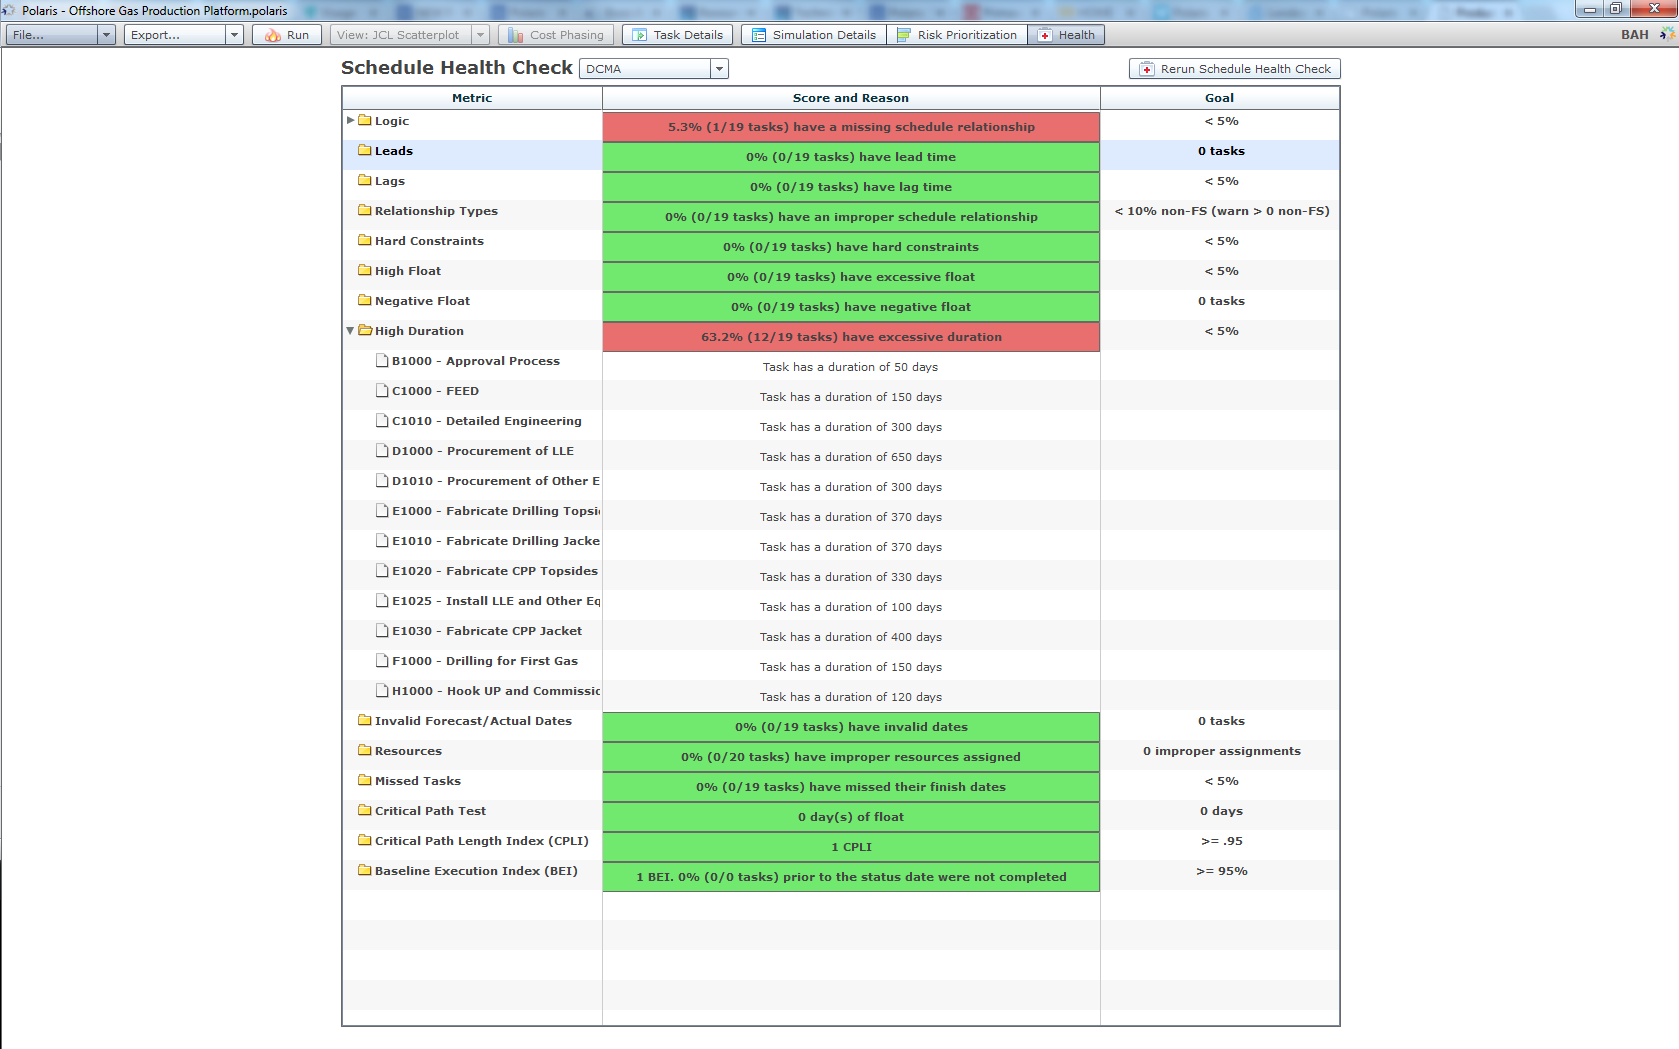 Polaris - Offshore Gas Production Platform.polaris
File... Export... Run View: JCL Scatterplot Cost Phasing Task Details Simulation Details Risk Prioritization Health BAH
Schedule Health Check DCMA Rerun Schedule Health Check
Metric Score and Reason Goal
Logic 5.3% (1/19 tasks) have a missing schedule relationship < 5%
Leads 0% (0/19 tasks) have lead time 0 tasks
Lags 0% (0/19 tasks) have lag time < 5%
Relationship Types 0% (0/19 tasks) have an improper schedule relationship < 10% non-FS (warn > 0 non-FS)
Hard Constraints 0% (0/19 tasks) have hard constraints < 5%
High Float 0% (0/19 tasks) have excessive float < 5%
Negative Float 0% (0/19 tasks) have negative float 0 tasks
High Duration 63.2% (12/19 tasks) have excessive duration < 5%
B1000 - Approval Process Task has a duration of 50 days
C1000 - FEED Task has a duration of 150 days
C1010 - Detailed Engineering Task has a duration of 300 days
D1000 - Procurement of LLE Task has a duration of 650 days
D1010 - Procurement of Other E Task has a duration of 300 days
E1000 - Fabricate Drilling Topsi Task has a duration of 370 days
E1010 - Fabricate Drilling Jacke Task has a duration of 370 days
E1020 - Fabricate CPP Topsides Task has a duration of 330 days
E1025 - Install LLE and Other Eq Task has a duration of 100 days
E1030 - Fabricate CPP Jacket Task has a duration of 400 days
F1000 - Drilling for First Gas Task has a duration of 150 days
H1000 - Hook UP and Commissic Task has a duration of 120 days
Invalid Forecast/Actual Dates 0% (0/19 tasks) have invalid dates 0 tasks
Resources 0% (0/20 tasks) have improper resources assigned 0 improper assignments
Missed Tasks 0% (0/19 tasks) have missed their finish dates < 5%
Critical Path Test 0 day(s) of float 0 days
Critical Path Length Index (CPLI) 1 CPLI >= .95
Baseline Execution Index (BEI) 1 BEI. 0% (0/0 tasks) prior to the status date were not completed >= 95%